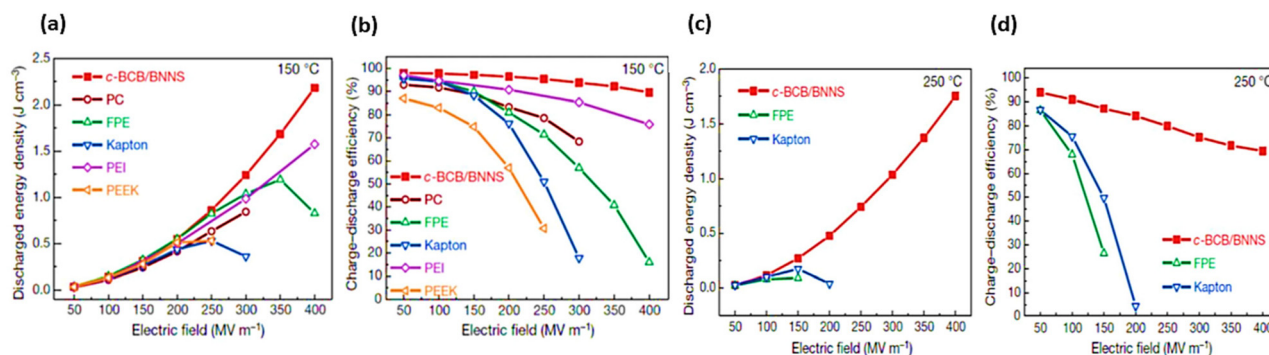 (a)
150 °C
c-BCB/BNNS
PC
FPE
Kapton
PEI
PEEK
2.5
2.0
1.5
1.0
0.5
0.0
Discharged energy density (J cm⁻³)
50 100 150 200 250 300 350 400
Electric field (MV m⁻¹)
(b)
150 °C
100
90
80
70
60
50
40
30
20
10
0
Charge–discharge efficiency (%)
c-BCB/BNNS
PC
FPE
Kapton
PEI
PEEK
50 100 150 200 250 300 350 400
Electric field (MV m⁻¹)
(c)
250 °C
2.0
1.5
1.0
0.5
0.0
Discharged energy density (J cm⁻³)
c-BCB/BNNS
FPE
Kapton
50 100 150 200 250 300 350 400
Electric field (MV m⁻¹)
(d)
250 °C
100
90
80
70
60
50
40
30
20
10
0
Charge–discharge efficiency (%)
c-BCB/BNNS
FPE
Kapton
50 100 150 200 250 300 350 400
Electric field (MV m⁻¹)